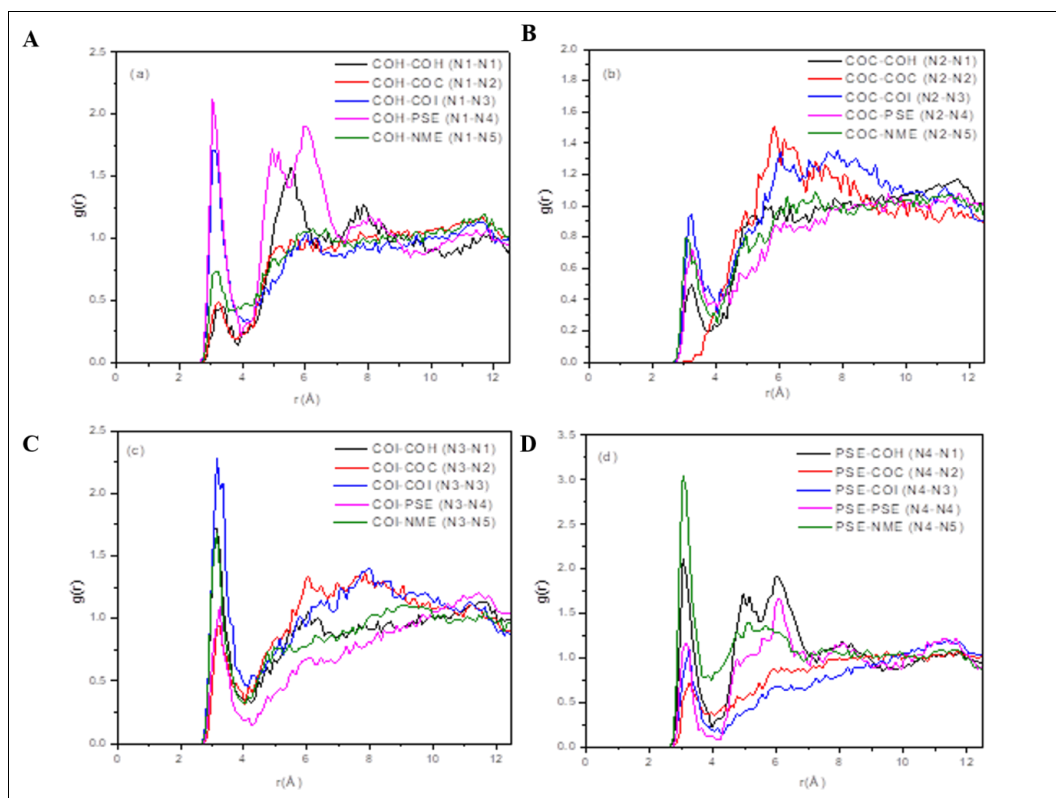 A
(a)
COH-COH (N1-N1)
COH-COC (N1-N2)
COH-COI (N1-N3)
COH-PSE (N1-N4)
COH-NME (N1-N5)
g(r)
2.5
2.0
1.5
1.0
0.5
0.0
0 2 4 6 8 10 12
r(Å)
B
(b)
COC-COH (N2-N1)
COC-COC (N2-N2)
COC-COI (N2-N3)
COC-PSE (N2-N4)
COC-NME (N2-N5)
g(r)
2.0
1.8
1.6
1.4
1.2
1.0
0.8
0.6
0.4
0.2
0.0
0 2 4 6 8 10 12
r(Å)
C
(c)
COI-COH (N3-N1)
COI-COC (N3-N2)
COI-COI (N3-N3)
COI-PSE (N3-N4)
COI-NME (N3-N5)
g(r)
2.5
2.0
1.5
1.0
0.5
0.0
0 2 4 6 8 10 12
r(Å)
D
(d)
PSE-COH (N4-N1)
PSE-COC (N4-N2)
PSE-COI (N4-N3)
PSE-PSE (N4-N4)
PSE-NME (N4-N5)
g(r)
3.5
3.0
2.5
2.0
1.5
1.0
0.5
0.0
0 2 4 6 8 10 12
r(Å)